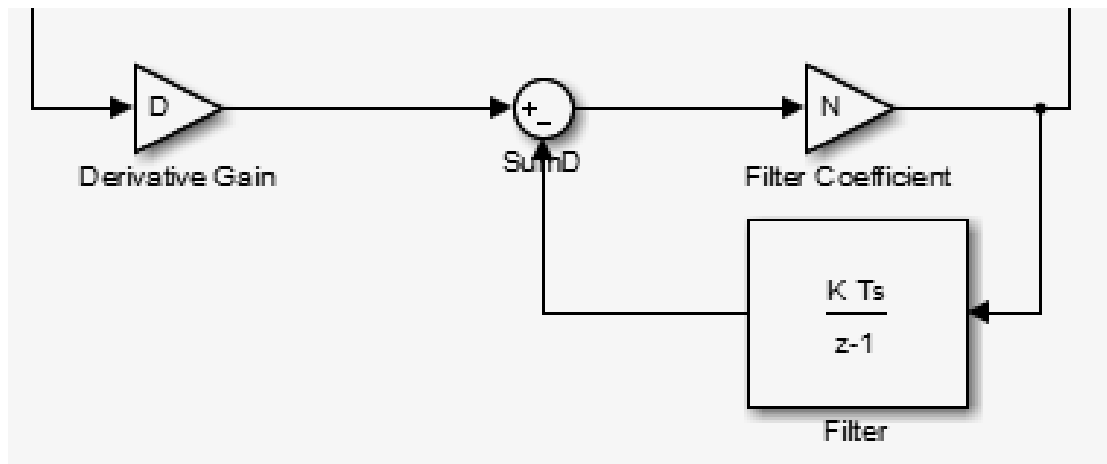 D
+
−
N
Derivative Gain
SumD
Filter Coefficient
K Ts
z-1
Filter